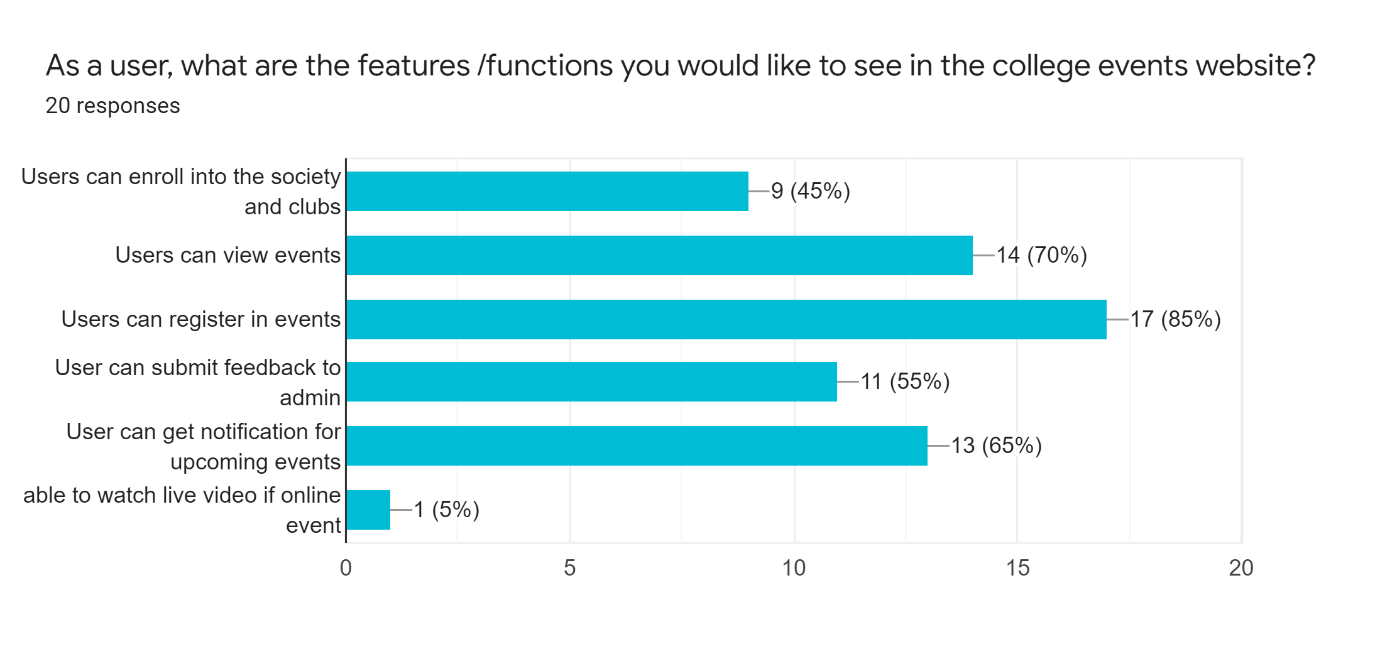 As a user, what are the features /functions you would like to see in the college events website?
20 responses
Users can enroll into the society
and clubs
9 (45%)
Users can view events
14 (70%)
Users can register in events
17 (85%)
User can submit feedback to
admin
11 (55%)
User can get notification for
upcoming events
13 (65%)
able to watch live video if online
event
1 (5%)
0 5 10 15 20